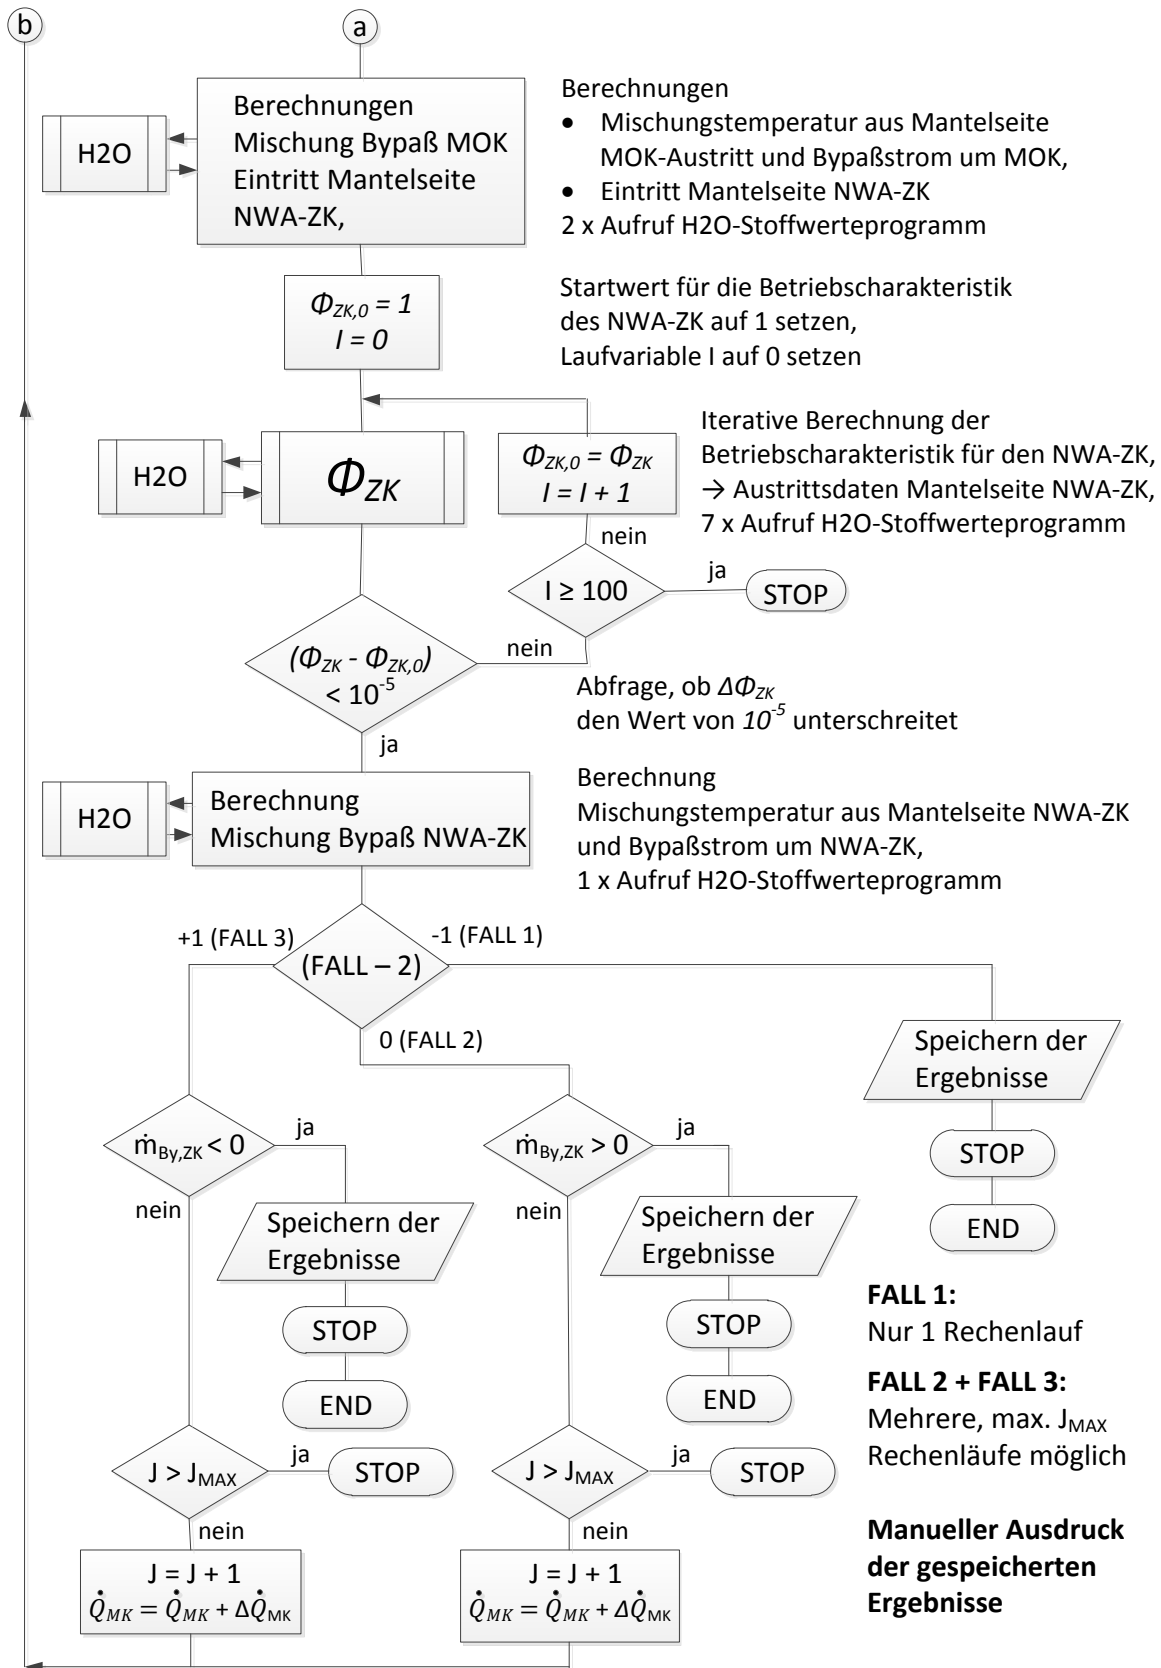 b
a
H2O
Berechnungen
Mischung Bypaß MOK
Eintritt Mantelseite
NWA-ZK,
Berechnungen
• Mischungstemperatur aus Mantelseite
MOK-Austritt und Bypaßstrom um MOK,
• Eintritt Mantelseite NWA-ZK
2 x Aufruf H2O-Stoffwerteprogramm
Φ_ZK,0 = 1
I = 0
Startwert für die Betriebscharakteristik
des NWA-ZK auf 1 setzen,
Laufvariable I auf 0 setzen
H2O
Φ_ZK
Φ_ZK,0 = Φ_ZK
I = I + 1
Iterative Berechnung der
Betriebscharakteristik für den NWA-ZK,
→ Austrittsdaten Mantelseite NWA-ZK,
7 x Aufruf H2O-Stoffwerteprogramm
nein
I ≥ 100
ja
STOP
(Φ_ZK - Φ_ZK,0)
< 10^-5
nein
ja
Abfrage, ob ΔΦ_ZK
den Wert von 10^-5 unterschreitet
H2O
Berechnung
Mischung Bypaß NWA-ZK
Berechnung
Mischungstemperatur aus Mantelseite NWA-ZK
und Bypaßstrom um NWA-ZK,
1 x Aufruf H2O-Stoffwerteprogramm
+1 (FALL 3)
(FALL – 2)
-1 (FALL 1)
0 (FALL 2)
Speichern der
Ergebnisse
STOP
END
ṁ_By,ZK < 0
ja
nein
Speichern der
Ergebnisse
STOP
END
ṁ_By,ZK > 0
ja
nein
Speichern der
Ergebnisse
STOP
END
FALL 1:
Nur 1 Rechenlauf
FALL 2 + FALL 3:
Mehrere, max. J_MAX
Rechenläufe möglich
J > J_MAX
ja
STOP
nein
J = J + 1
Q̇_MK = Q̇_MK + ΔQ̇_MK
J > J_MAX
ja
STOP
nein
J = J + 1
Q̇_MK = Q̇_MK + ΔQ̇_MK
Manueller Ausdruck
der gespeicherten
Ergebnisse